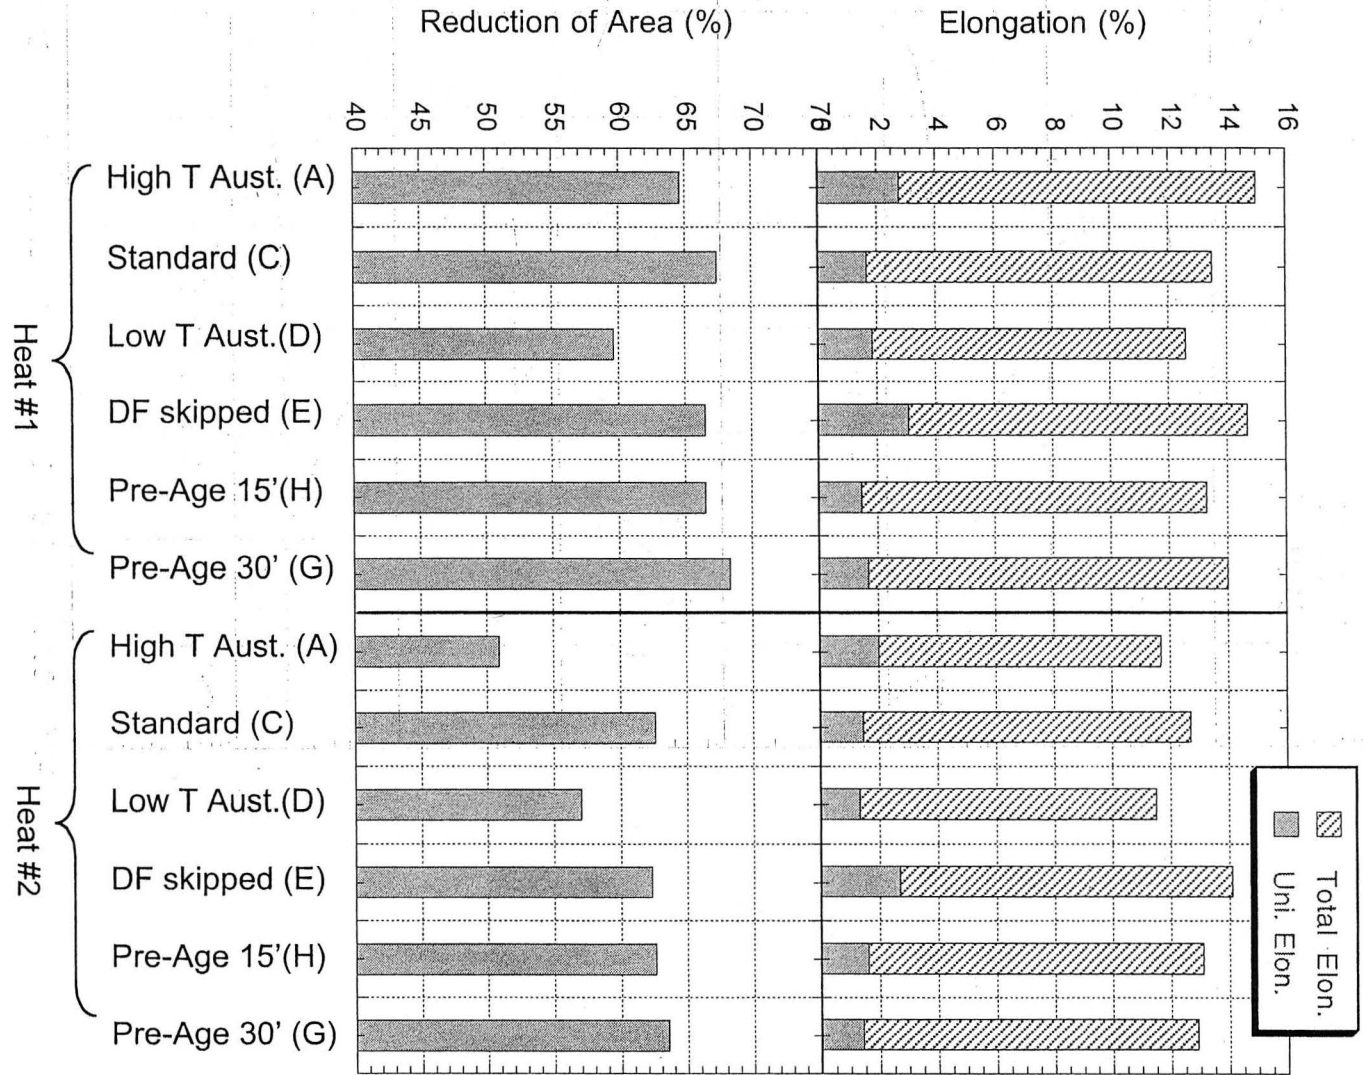 Reduction of Area (%)
Elongation (%)
40 45 50 55 60 65 70 75
0 2 4 6 8 10 12 14 16
Heat #1
High T Aust. (A)
Standard (C)
Low T Aust.(D)
DF skipped (E)
Pre-Age 15'(H)
Pre-Age 30' (G)
Heat #2
High T Aust. (A)
Standard (C)
Low T Aust.(D)
DF skipped (E)
Pre-Age 15'(H)
Pre-Age 30' (G)
Total Elon.
Uni. Elon.